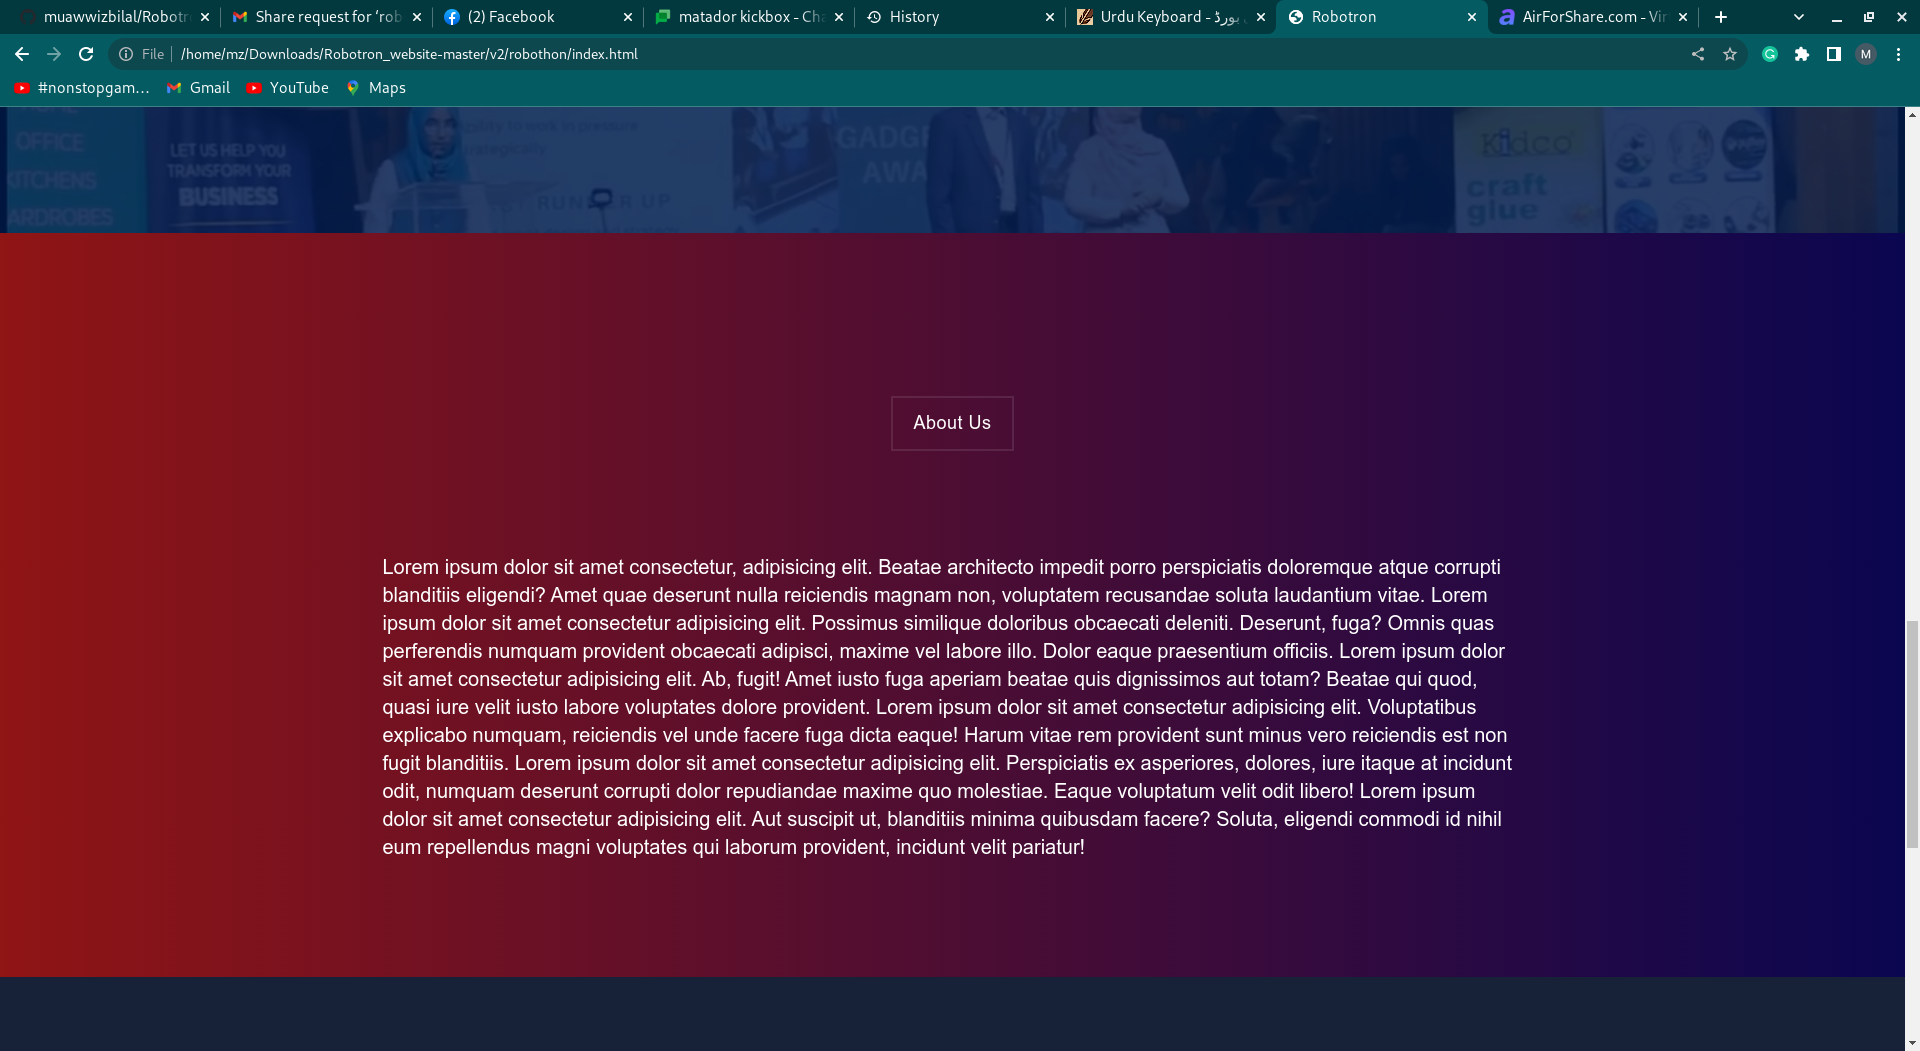 muawwizbilal/Robotr
Share request for ‘rob
(2) Facebook
matador kickbox - Cha
History
Urdu Keyboard - بورڈ
Robotron
AirForShare.com - Vir
File
/home/mz/Downloads/Robotron_website-master/v2/robothon/index.html
M
#nonstopgam...
Gmail
YouTube
Maps
OFFICE
KITCHENS
ARDROBES
LET US HELP YOU
TRANSFORM YOUR
BUSINESS
to work in pressure
RUN ER UP
GADGE
AWA
Kidco
craft
glue
About Us
Lorem ipsum dolor sit amet consectetur, adipisicing elit. Beatae architecto impedit porro perspiciatis doloremque atque corrupti
blanditiis eligendi? Amet quae deserunt nulla reiciendis magnam non, voluptatem recusandae soluta laudantium vitae. Lorem
ipsum dolor sit amet consectetur adipisicing elit. Possimus similique doloribus obcaecati deleniti. Deserunt, fuga? Omnis quas
perferendis numquam provident obcaecati adipisci, maxime vel labore illo. Dolor eaque praesentium officiis. Lorem ipsum dolor
sit amet consectetur adipisicing elit. Ab, fugit! Amet iusto fuga aperiam beatae quis dignissimos aut totam? Beatae qui quod,
quasi iure velit iusto labore voluptates dolore provident. Lorem ipsum dolor sit amet consectetur adipisicing elit. Voluptatibus
explicabo numquam, reiciendis vel unde facere fuga dicta eaque! Harum vitae rem provident sunt minus vero reiciendis est non
fugit blanditiis. Lorem ipsum dolor sit amet consectetur adipisicing elit. Perspiciatis ex asperiores, dolores, iure itaque at incidunt
odit, numquam deserunt corrupti dolor repudiandae maxime quo molestiae. Eaque voluptatum velit odit libero! Lorem ipsum
dolor sit amet consectetur adipisicing elit. Aut suscipit ut, blanditiis minima quibusdam facere? Soluta, eligendi commodi id nihil
eum repellendus magni voluptates qui laborum provident, incidunt velit pariatur!